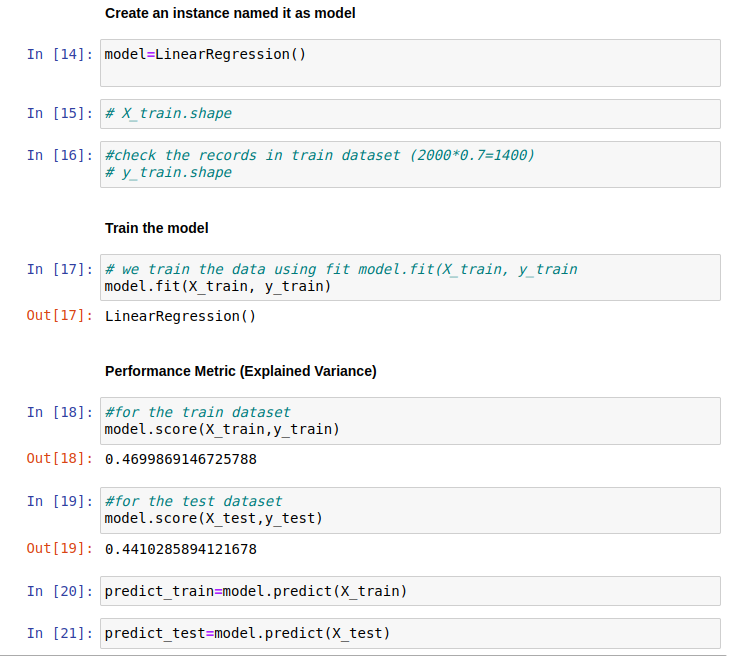 Create an instance named it as model
In [14]: model=LinearRegression()
In [15]: # X_train.shape
In [16]: #check the records in train dataset (2000*0.7=1400)
# y_train.shape
Train the model
In [17]: # we train the data using fit model.fit(X_train, y_train
model.fit(X_train, y_train)
Out[17]: LinearRegression()
Performance Metric (Explained Variance)
In [18]: #for the train dataset
model.score(X_train,y_train)
Out[18]: 0.4699869146725788
In [19]: #for the test dataset
model.score(X_test,y_test)
Out[19]: 0.4410285894121678
In [20]: predict_train=model.predict(X_train)
In [21]: predict_test=model.predict(X_test)